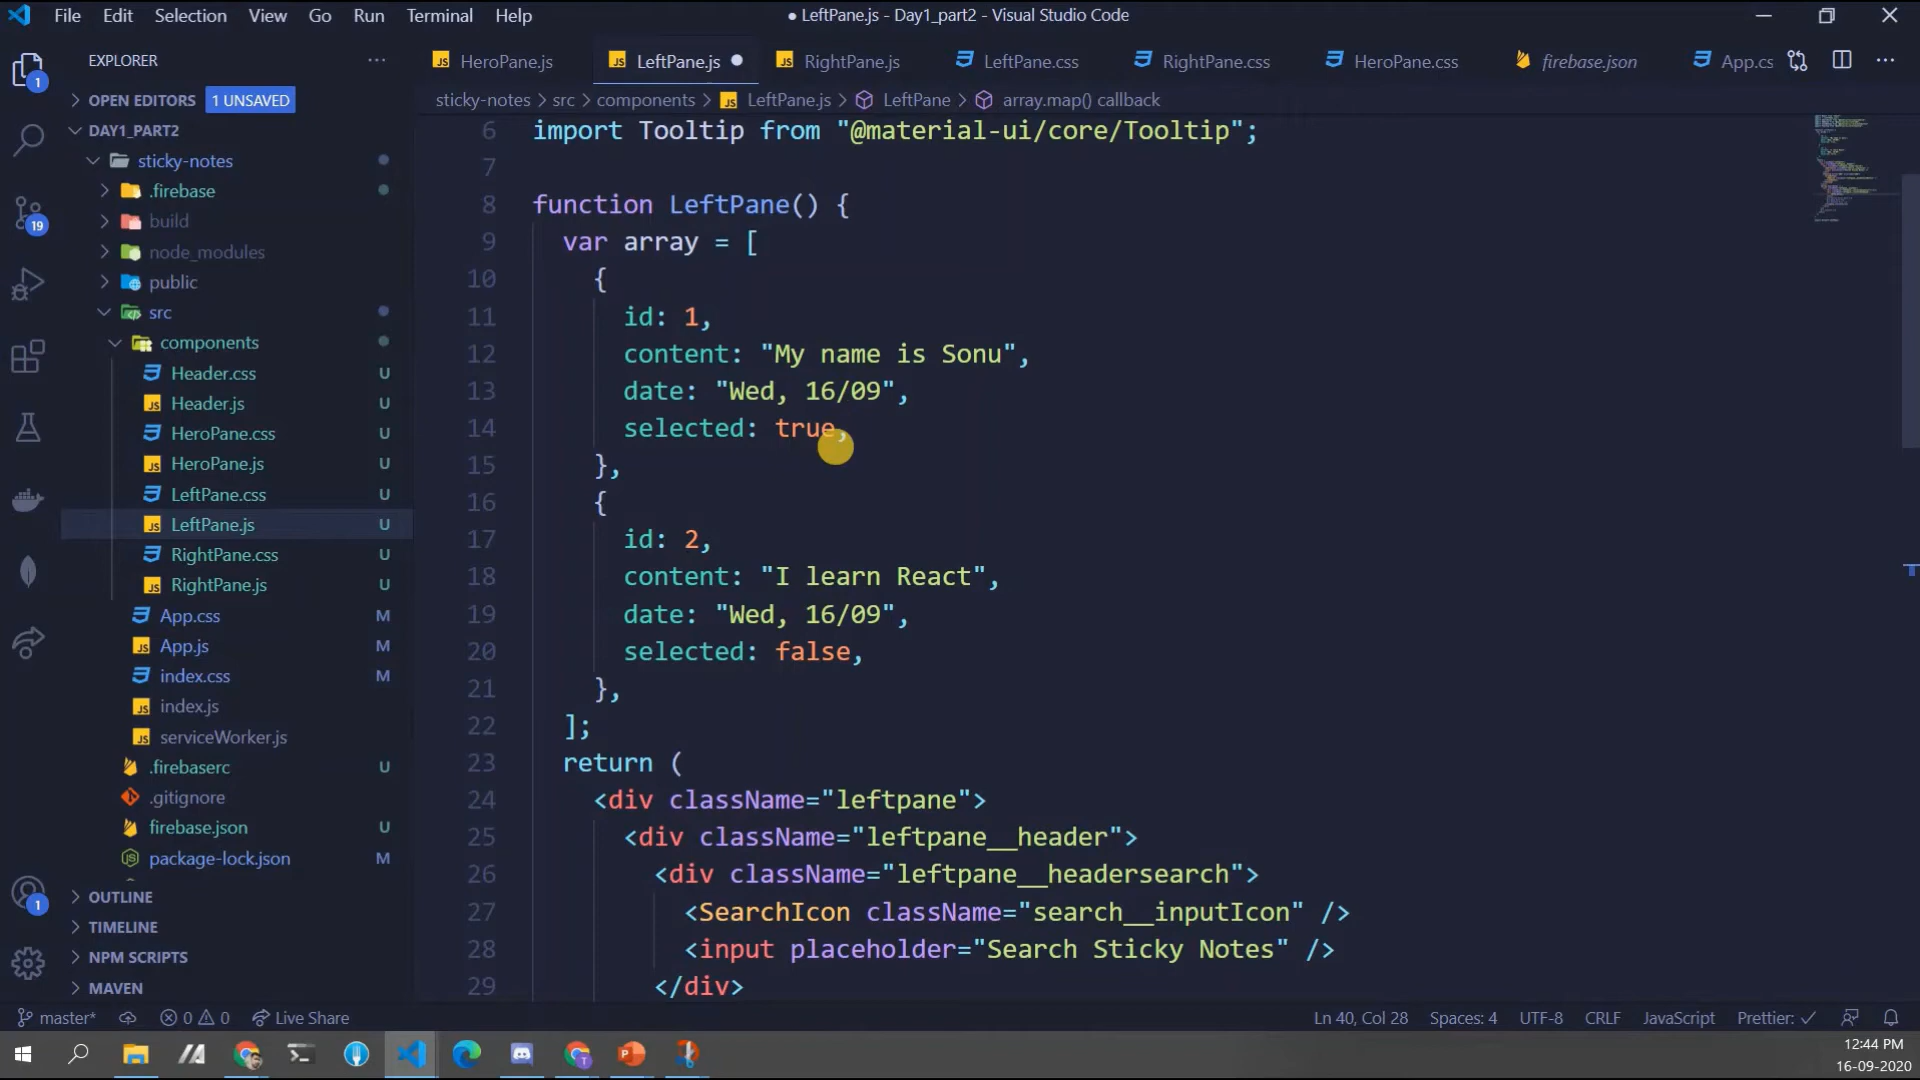 File Edit Selection View Go Run Terminal Help
● LeftPane.js - Day1_part2 - Visual Studio Code
EXPLORER
OPEN EDITORS 1 UNSAVED
DAY1_PART2
sticky-notes
.firebase
build
node_modules
public
src
components
Header.css U
Header.js U
HeroPane.css U
HeroPane.js U
LeftPane.css U
LeftPane.js U
RightPane.css U
RightPane.js U
App.css M
App.js M
index.css M
index.js
serviceWorker.js
.firebaserc U
.gitignore
firebase.json U
package-lock.json M
OUTLINE
TIMELINE
NPM SCRIPTS
MAVEN
1
19
1
HeroPane.js LeftPane.js RightPane.js LeftPane.css RightPane.css HeroPane.css firebase.json App.cs
sticky-notes > src > components > LeftPane.js > LeftPane > array.map() callback
6 import Tooltip from "@material-ui/core/Tooltip";
7
8 function LeftPane() {
9 var array = [
10 {
11 id: 1,
12 content: "My name is Sonu",
13 date: "Wed, 16/09",
14 selected: true,
15 },
16 {
17 id: 2,
18 content: "I learn React",
19 date: "Wed, 16/09",
20 selected: false,
21 },
22 ];
23 return (
24 <div className="leftpane">
25 <div className="leftpane__header">
26 <div className="leftpane__headersearch">
27 <SearchIcon className="search__inputIcon" />
28 <input placeholder="Search Sticky Notes" />
29 </div>
master* 0 0 Live Share
Ln 40, Col 28 Spaces: 4 UTF-8 CRLF JavaScript Prettier: ✓
12:44 PM
16-09-2020